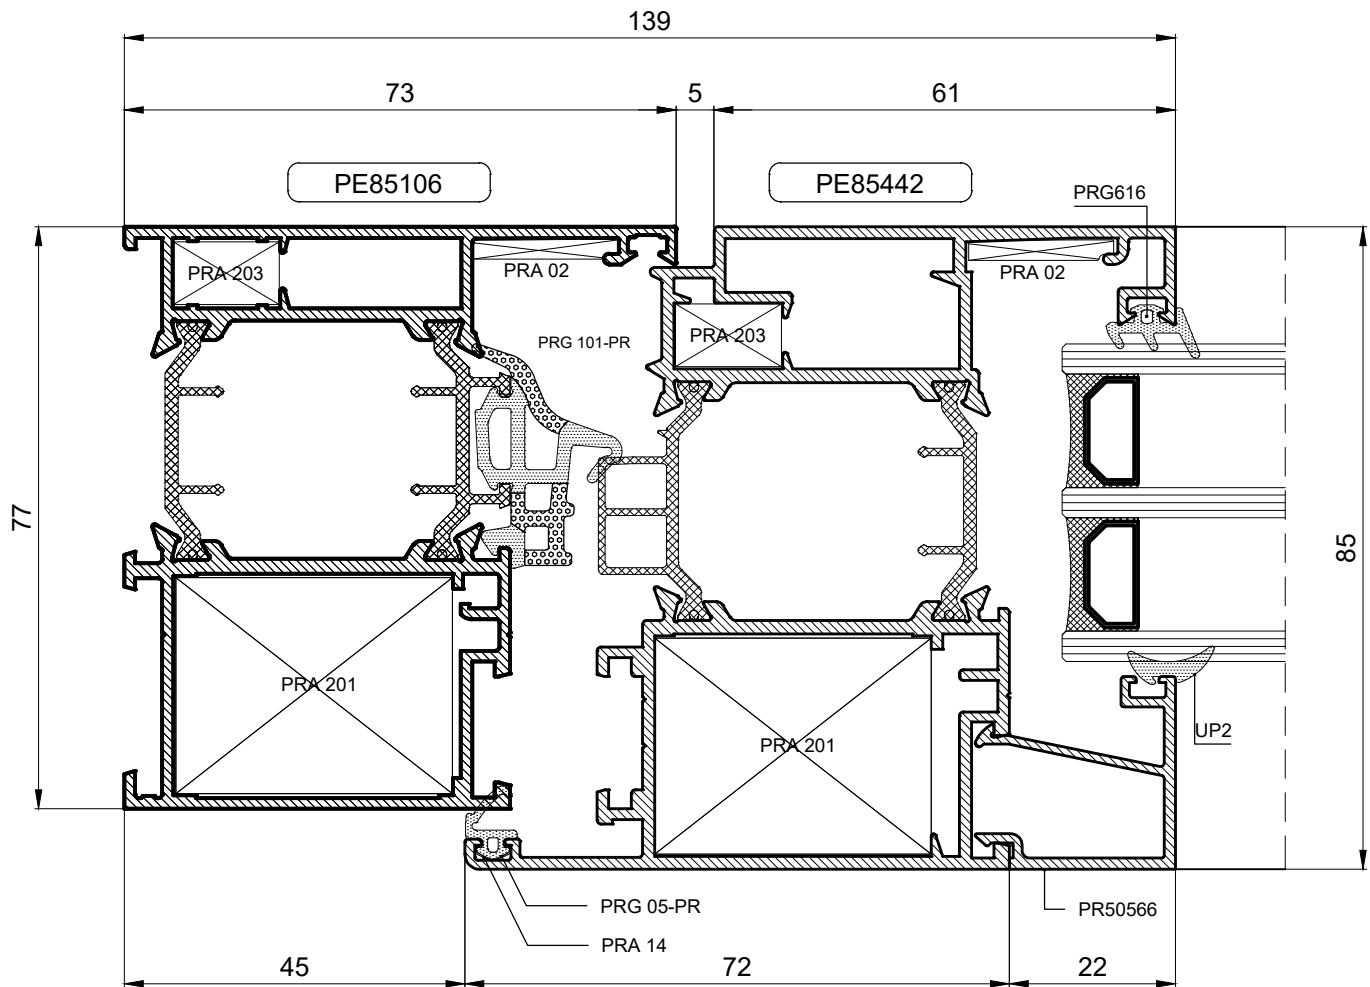 139
73
5
61
PE85106
PE85442
PRG616
PRA 203
PRA 02
PRA 02
PRG 101-PR
PRA 203
77
85
PRA 201
PRA 201
UP2
PRG 05-PR
PR50566
PRA 14
45
72
22